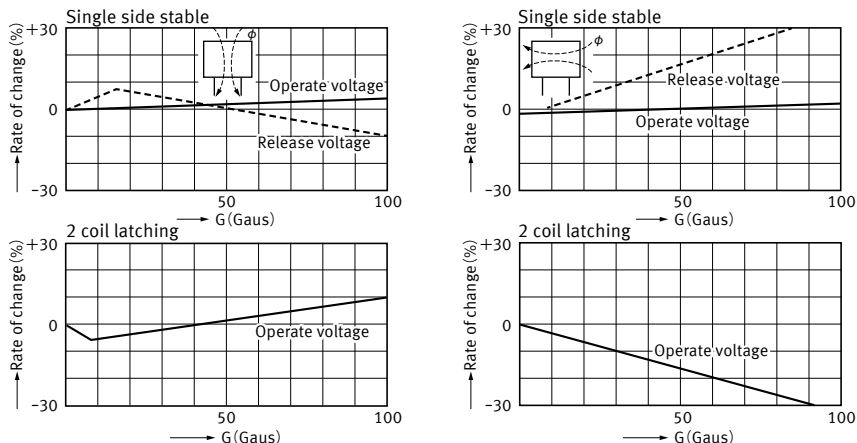 Single side stable
+30
ϕ
Operate voltage
0
Release voltage
-30
Rate of change (%)
50
100
G(Gaus)
Single side stable
+30
ϕ
Release voltage
0
Operate voltage
-30
Rate of change (%)
50
100
G(Gaus)
2 coil latching
+30
0
Operate voltage
-30
Rate of change (%)
50
100
G(Gaus)
2 coil latching
+30
0
Operate voltage
-30
Rate of change (%)
50
100
G(Gaus)